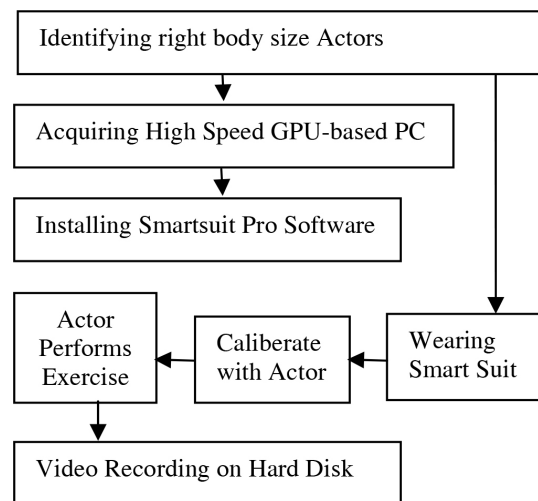 Identifying right body size Actors
Acquiring High Speed GPU-based PC
Installing Smartsuit Pro Software
Actor
Performs
Exercise
Caliberate
with Actor
Wearing
Smart Suit
Video Recording on Hard Disk